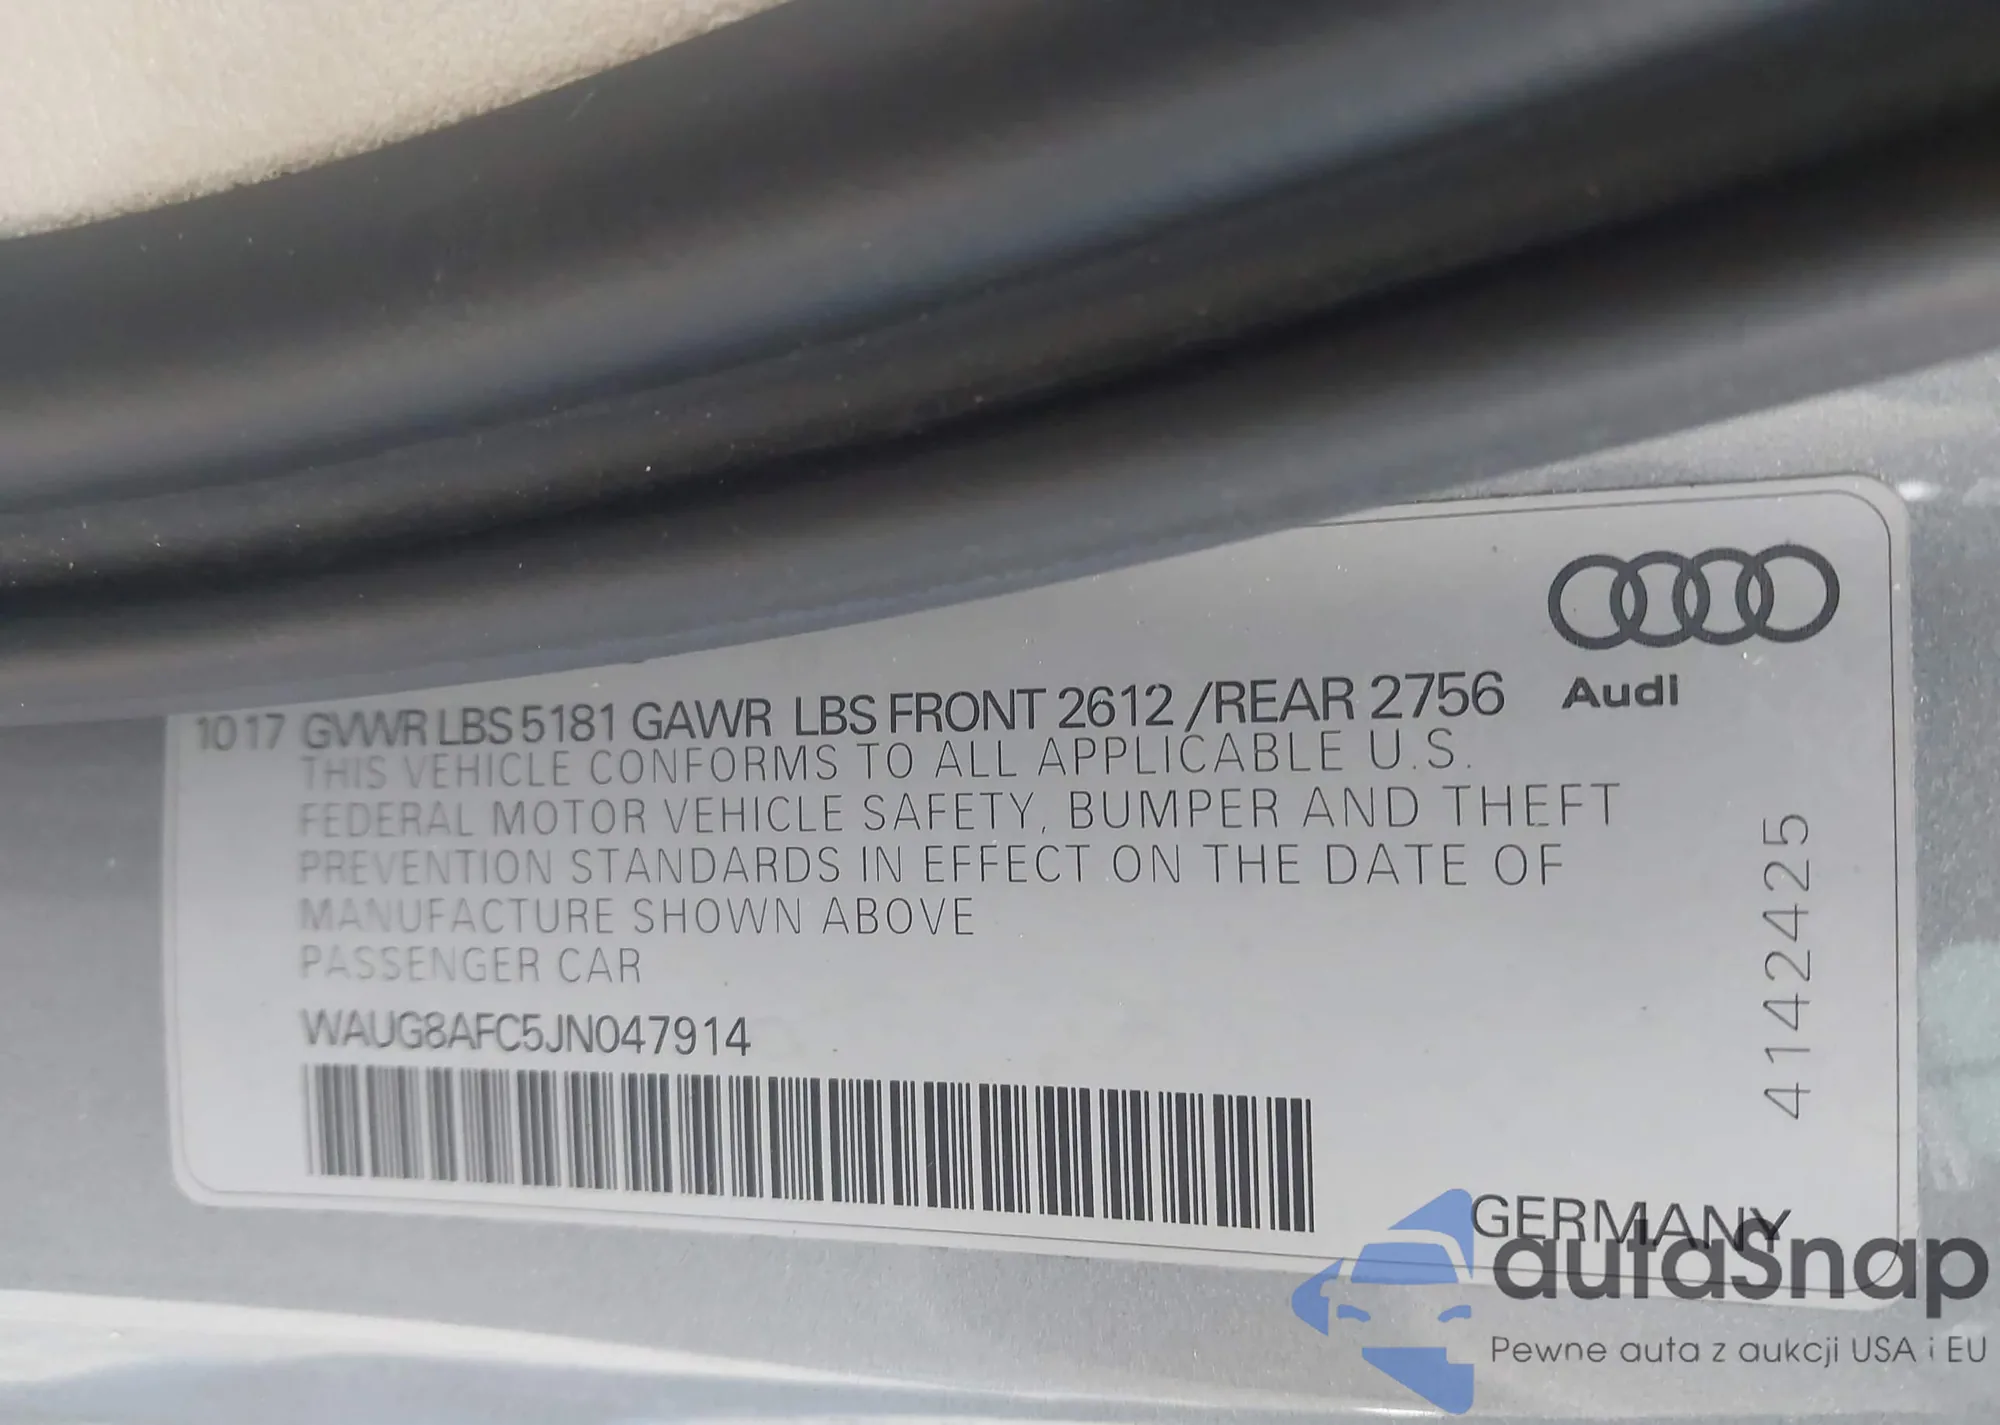 Audi
1017 GVWR LBS 5181 GAWR LBS FRONT 2612 /REAR 2756
THIS VEHICLE CONFORMS TO ALL APPLICABLE U.S.
FEDERAL MOTOR VEHICLE SAFETY, BUMPER AND THEFT
PREVENTION STANDARDS IN EFFECT ON THE DATE OF
MANUFACTURE SHOWN ABOVE
PASSENGER CAR
WAUG8AFC5JN047914
4142425
GERMANY
autaSnap
Pewne auta z aukcji USA i EU